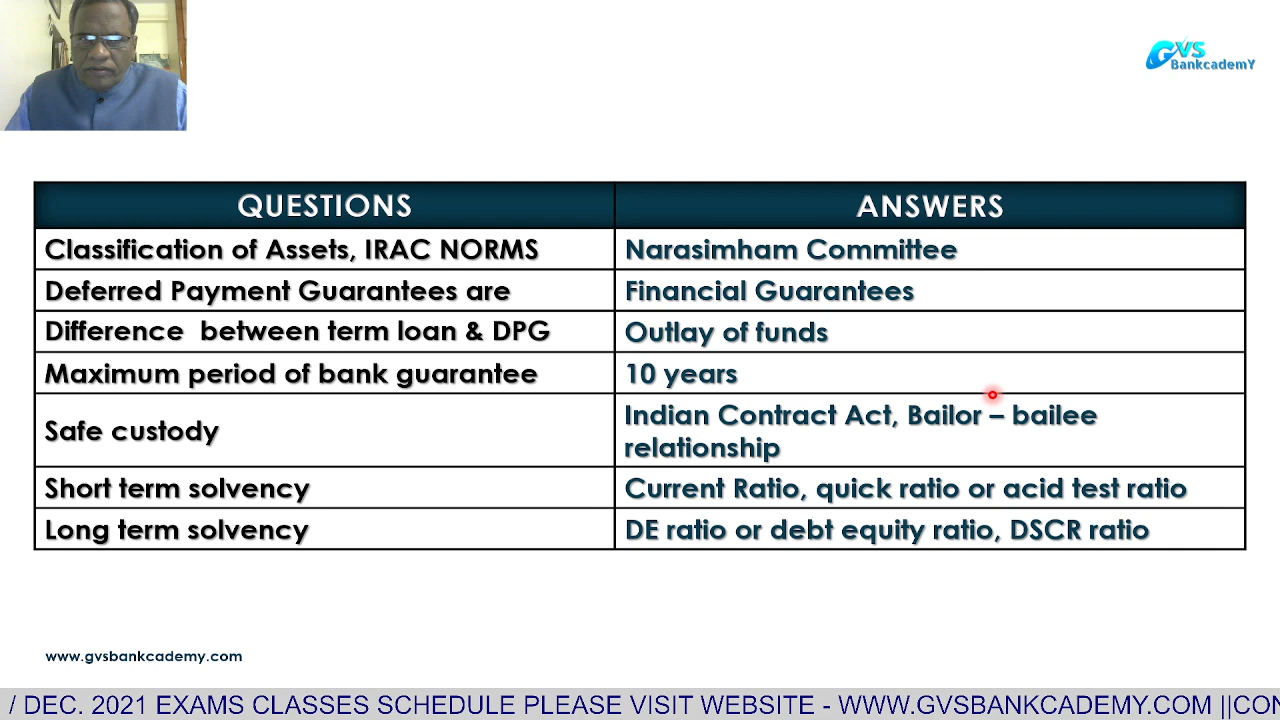 GVS
BankcademY
QUESTIONS
ANSWERS
Classification of Assets, IRAC NORMS
Narasimham Committee
Deferred Payment Guarantees are
Financial Guarantees
Difference between term loan & DPG
Outlay of funds
Maximum period of bank guarantee
10 years
Safe custody
Indian Contract Act, Bailor – bailee
relationship
Short term solvency
Current Ratio, quick ratio or acid test ratio
Long term solvency
DE ratio or debt equity ratio, DSCR ratio
www.gvsbankcademy.com
/ DEC. 2021 EXAMS CLASSES SCHEDULE PLEASE VISIT WEBSITE - WWW.GVSBANKCADEMY.COM ||CON